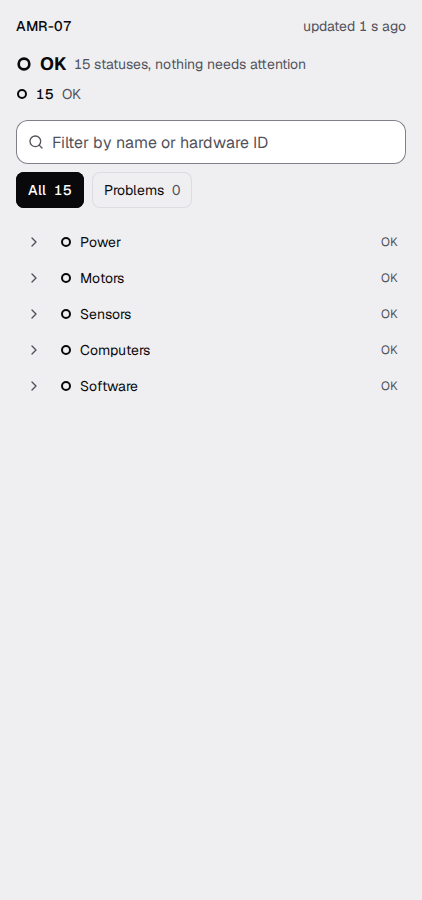 AMR-07 updated 1 s ago
OK 15 statuses, nothing needs attention
15 OK
Filter by name or hardware ID
All 15 Problems 0
Power OK
Motors OK
Sensors OK
Computers OK
Software OK